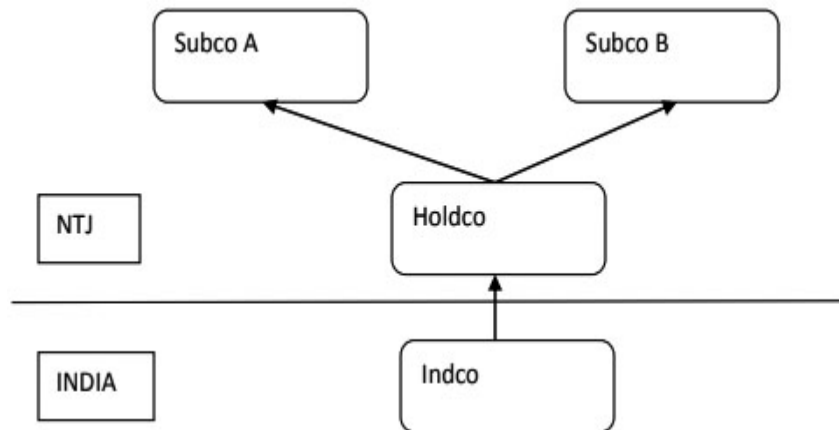 Subco A
Subco B
NTJ
Holdco
INDIA
Indco